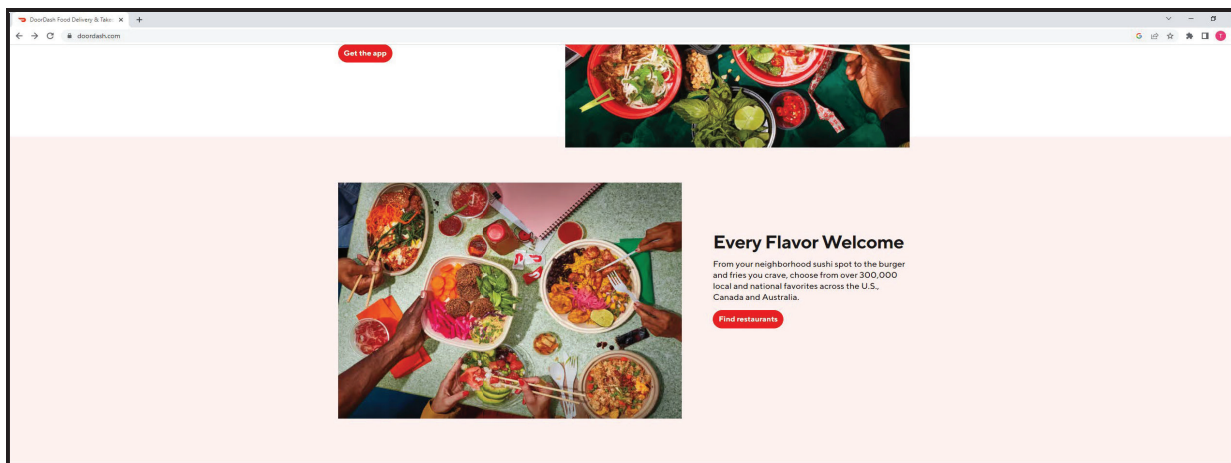 DoorDash Food Delivery & Take
doordash.com
G
T
Get the app
Every Flavor Welcome
From your neighborhood sushi spot to the burger
and fries you crave, choose from over 300,000
local and national favorites across the U.S.,
Canada and Australia.
Find restaurants